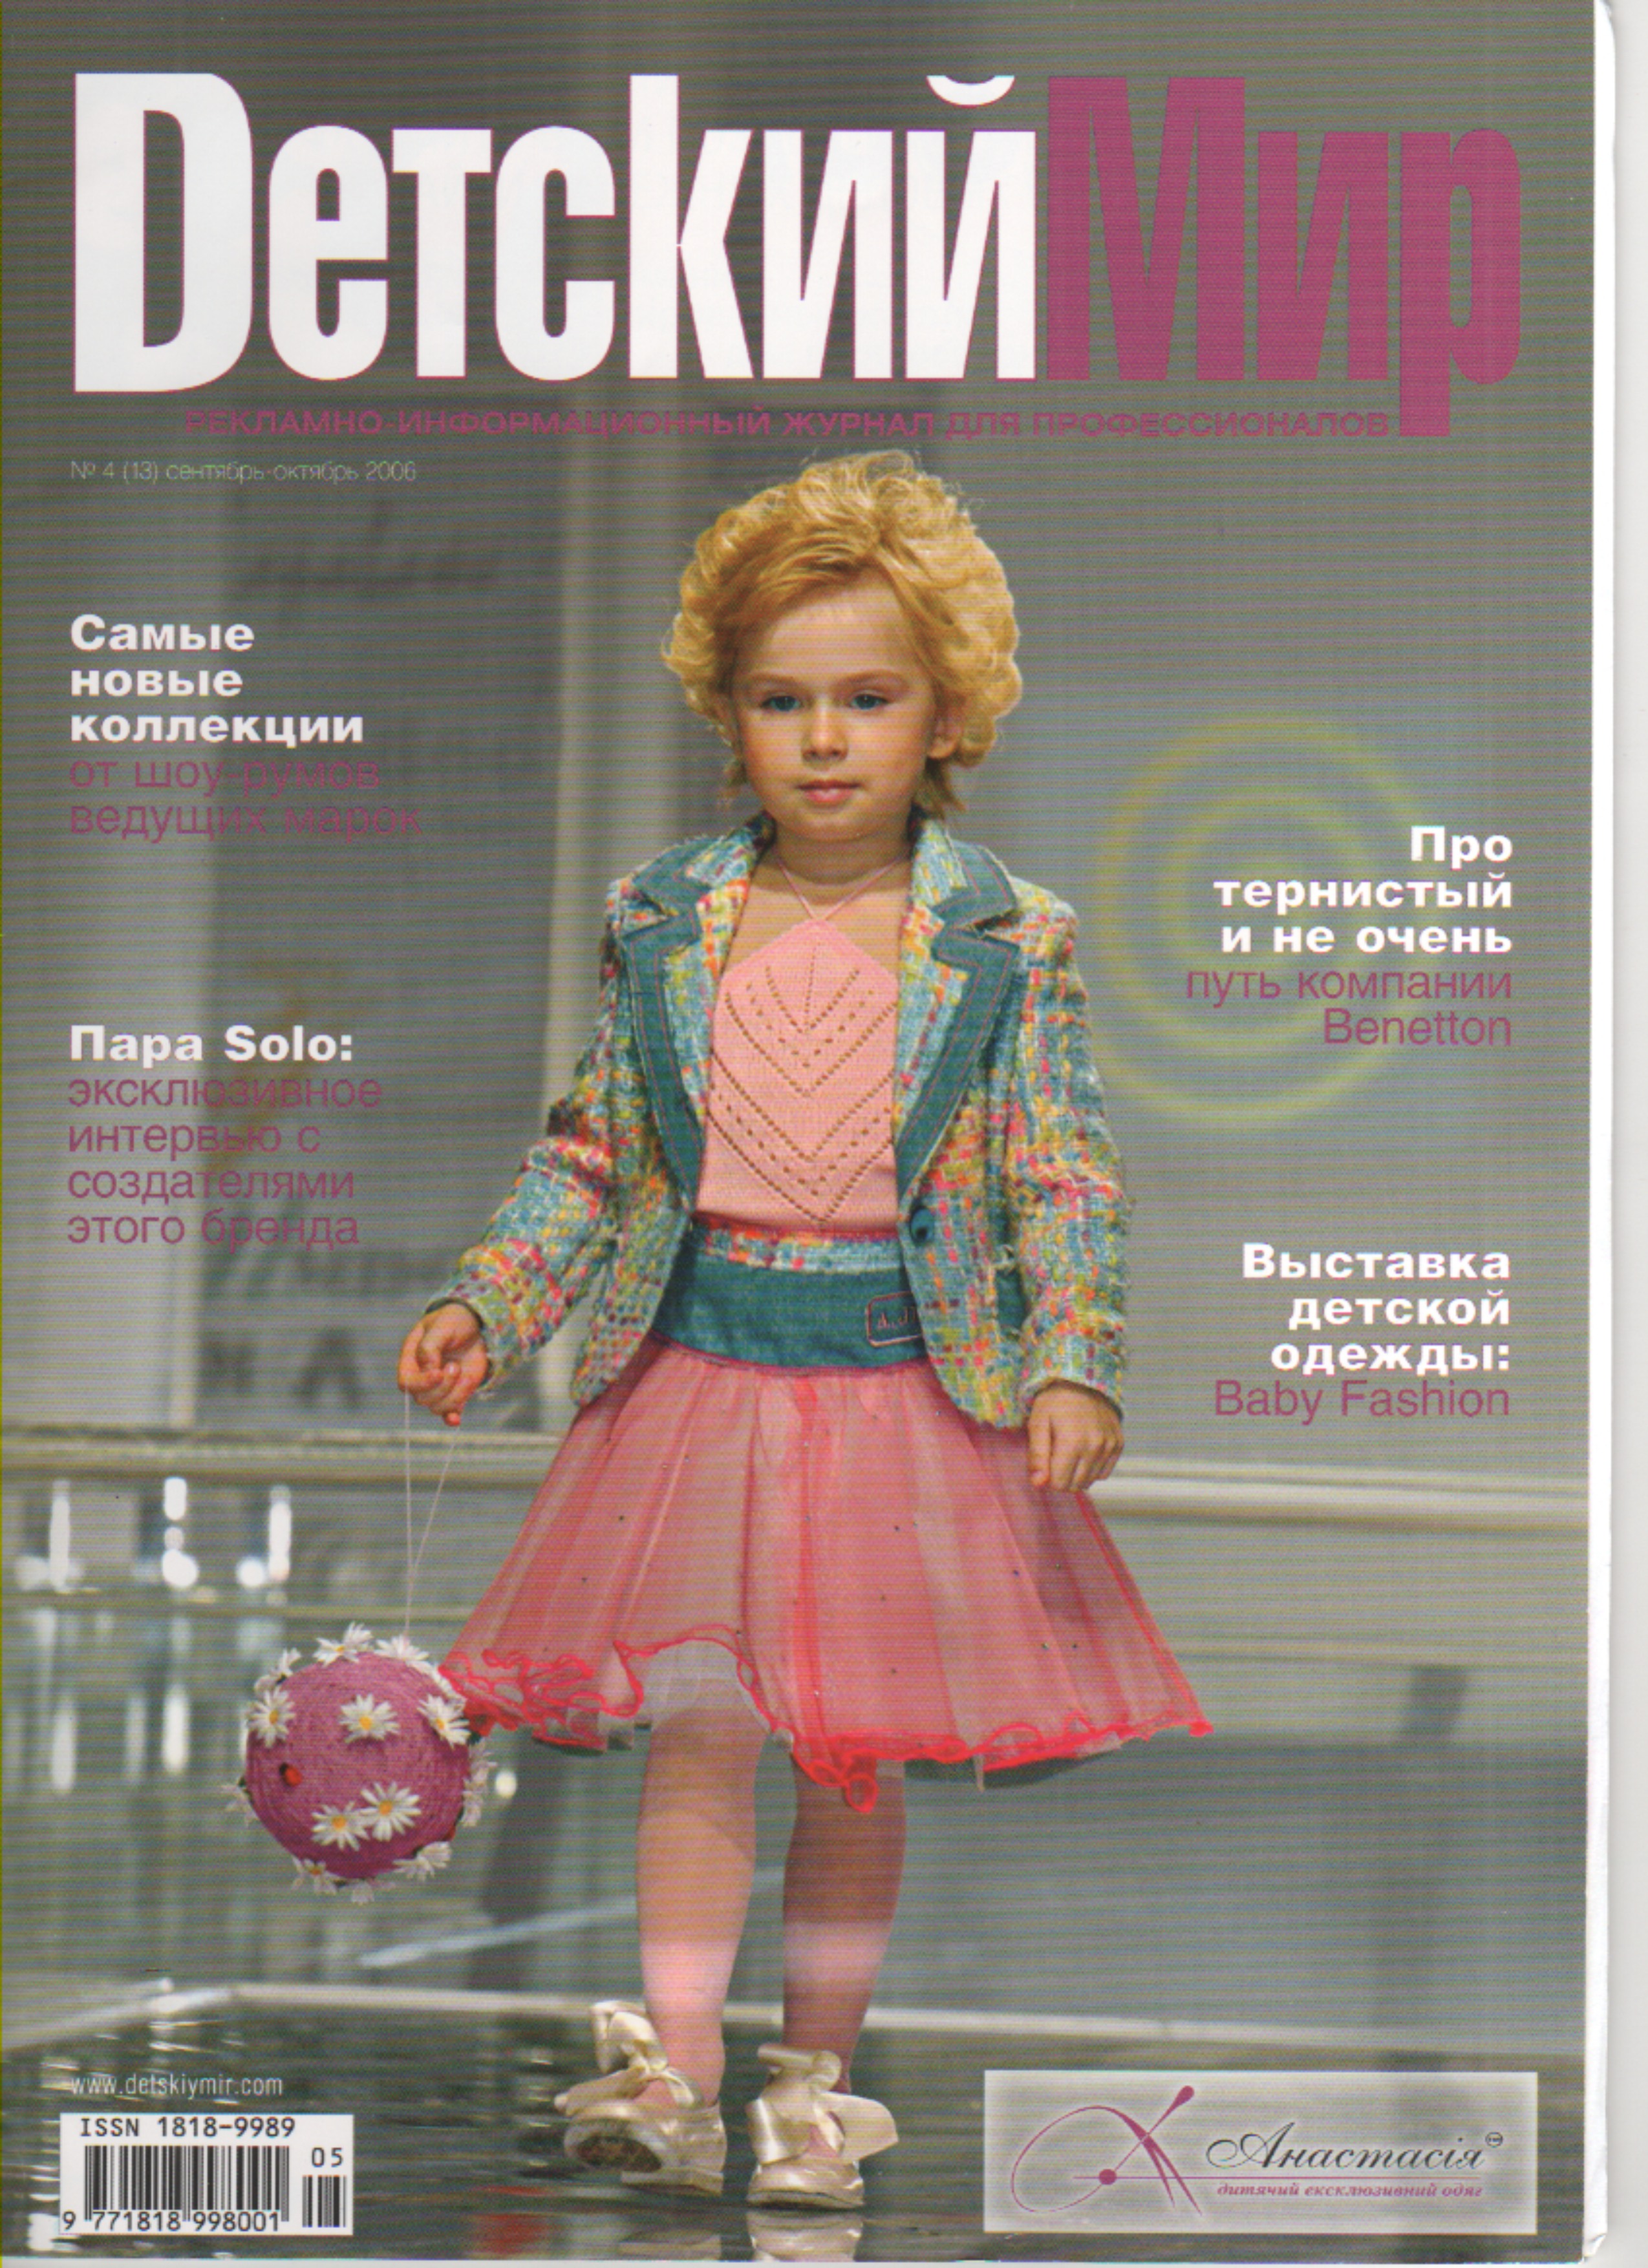 Dетский Мир
РЕКЛАМНО-ИНФОРМАЦИОННЫЙ ЖУРНАЛ ДЛЯ ПРОФЕССИОНАЛОВ
№ 4 (13) сентябрь-октябрь 2006
Самые
новые
коллекции
от шоу-румов
ведущих марок
Пара Solo:
эксклюзивное
интервью с
создателями
этого бренда
Про
тернистый
и не очень
путь компании
Benetton
Выставка
детской
одежды:
Baby Fashion
www.detskiymir.com
ISSN 1818-9989
05
9 771818 998001
Анастасія
дитячий ексклюзивний одяг